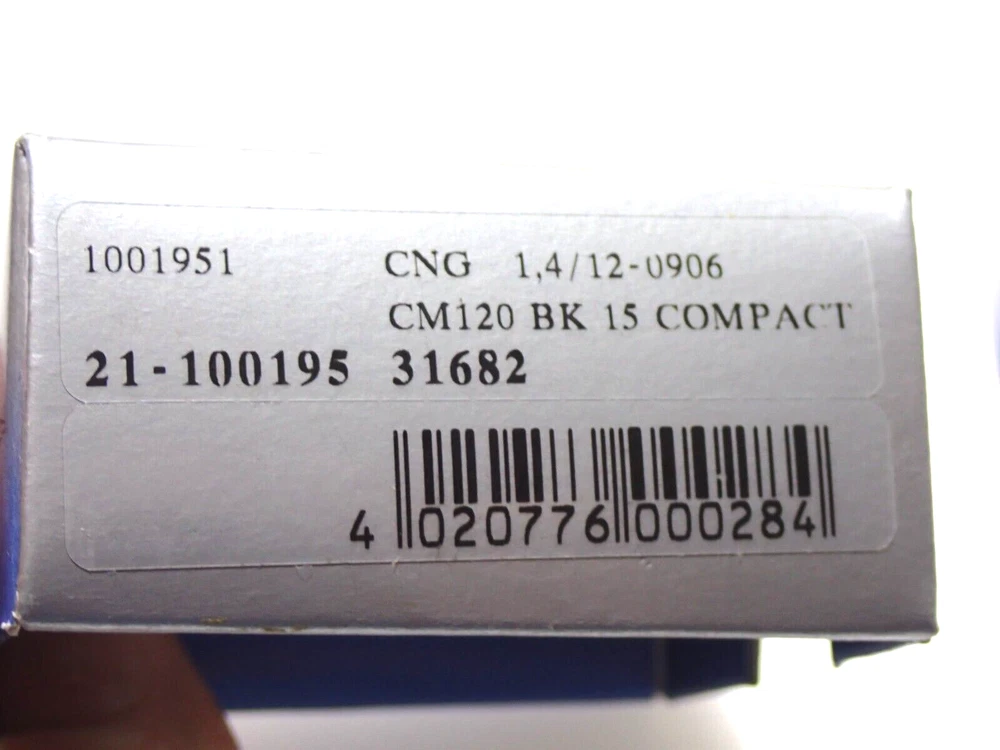 1001951 CNG 1,4/12-0906
CM120 BK 15 COMPACT
21-100195 31682
4 020776 000284